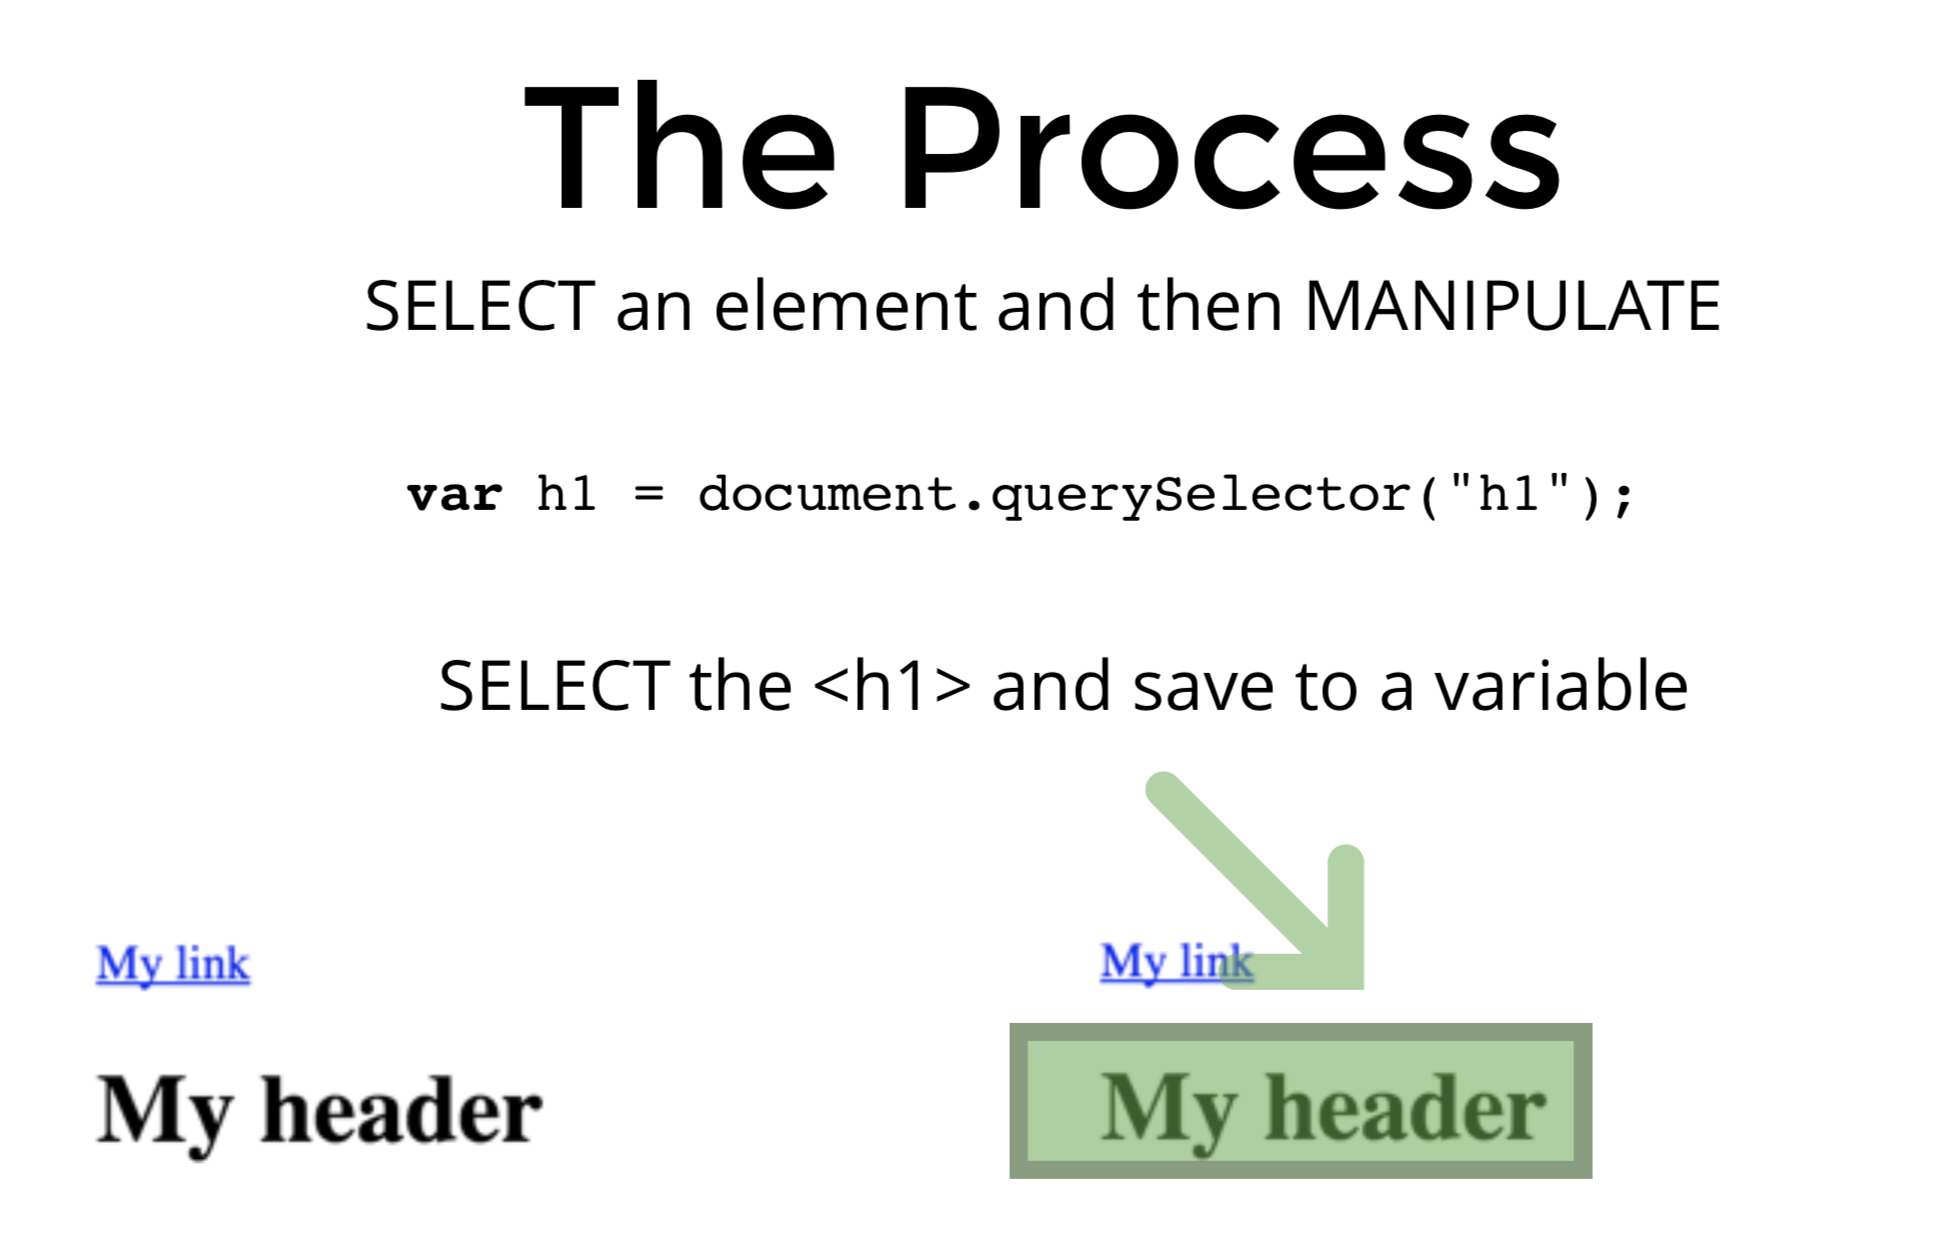 The Process
SELECT an element and then MANIPULATE
var h1 = document.querySelector("h1");
SELECT the <h1> and save to a variable
My link
My header
My link
My header